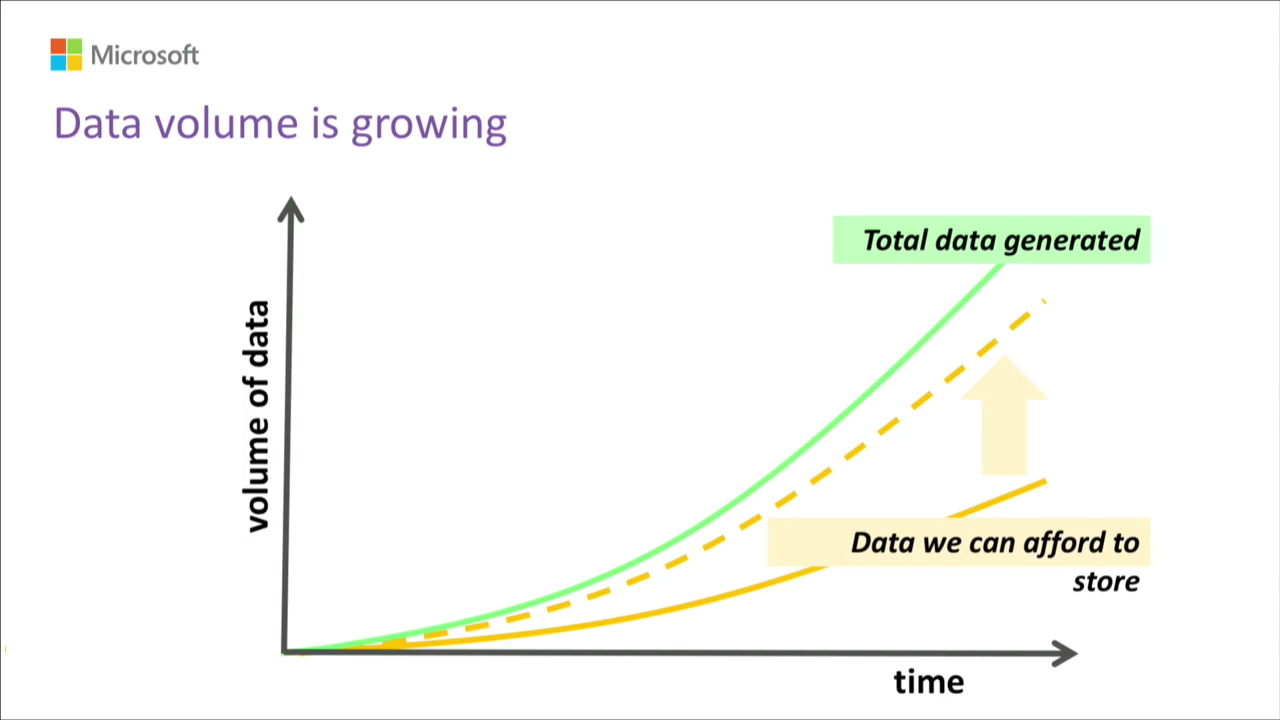 Microsoft
Data volume is growing
Total data generated
volume of data
Data we can afford to
store
time